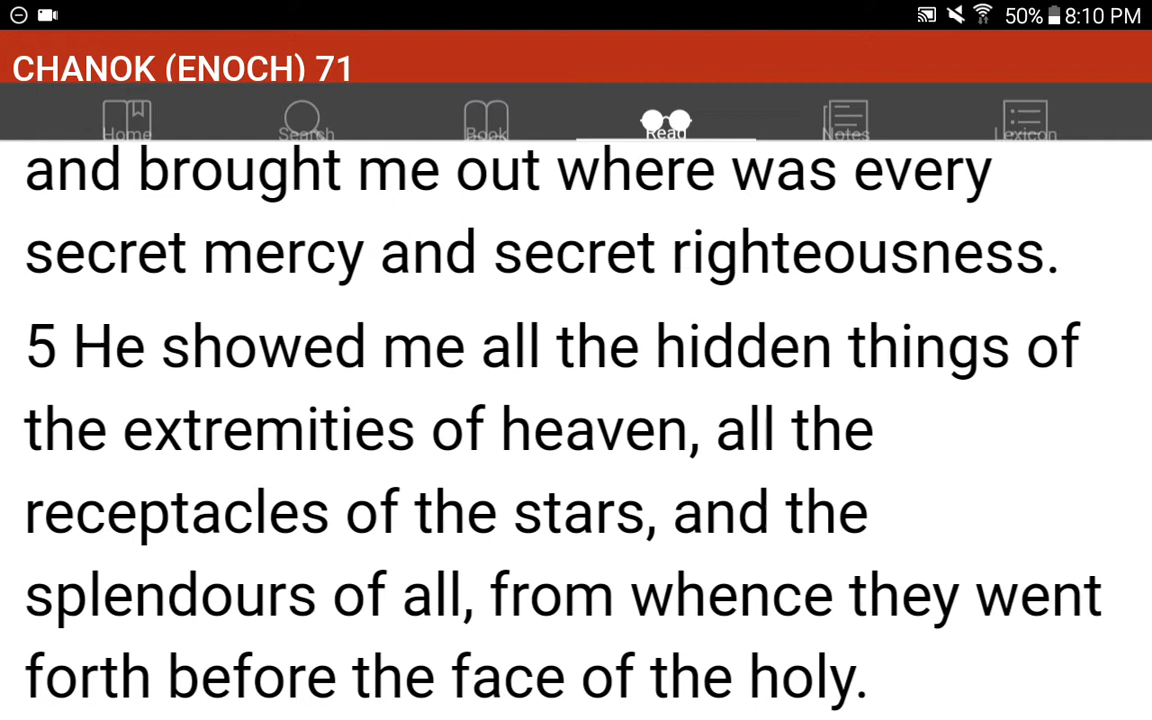 50% 8:10 PM
CHANOK (ENOCH) 71
Home Search Book Read Notes Lexicon
and brought me out where was every
secret mercy and secret righteousness.
5 He showed me all the hidden things of
the extremities of heaven, all the
receptacles of the stars, and the
splendours of all, from whence they went
forth before the face of the holy.